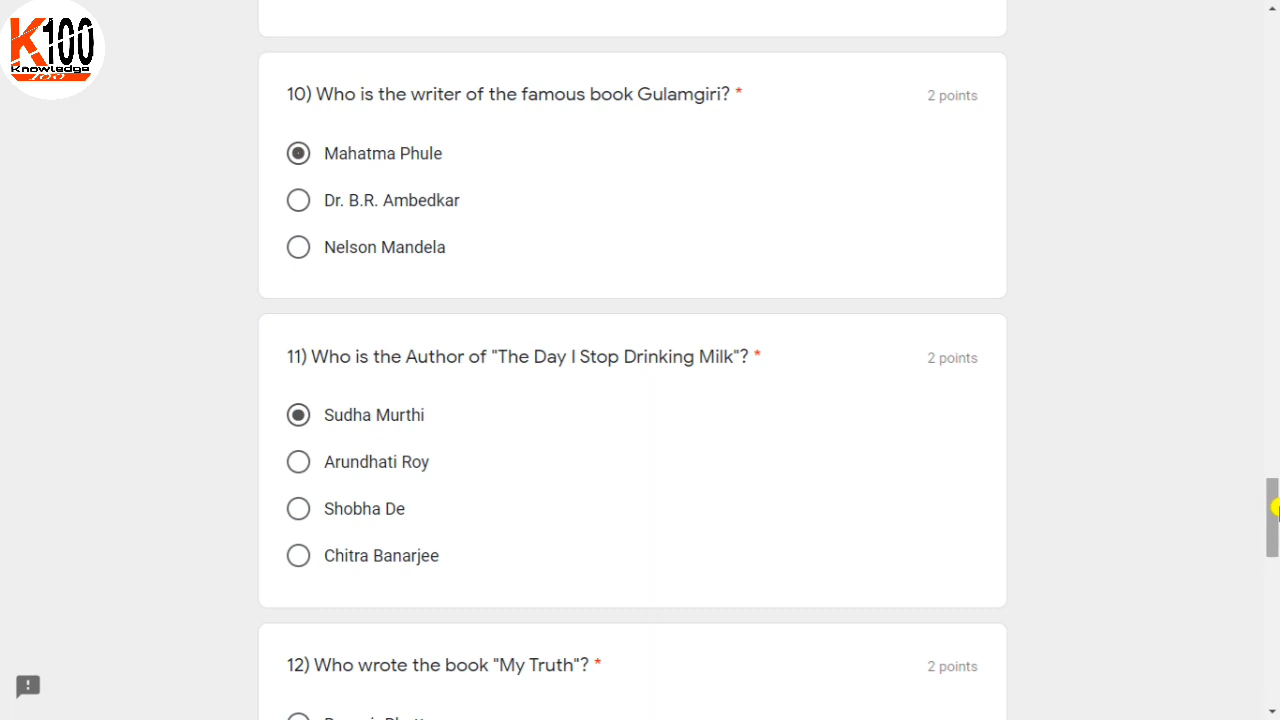 K100
Knowledge
10) Who is the writer of the famous book Gulamgiri? *
2 points
Mahatma Phule
Dr. B.R. Ambedkar
Nelson Mandela
11) Who is the Author of "The Day I Stop Drinking Milk"? *
2 points
Sudha Murthi
Arundhati Roy
Shobha De
Chitra Banarjee
12) Who wrote the book "My Truth"? *
2 points